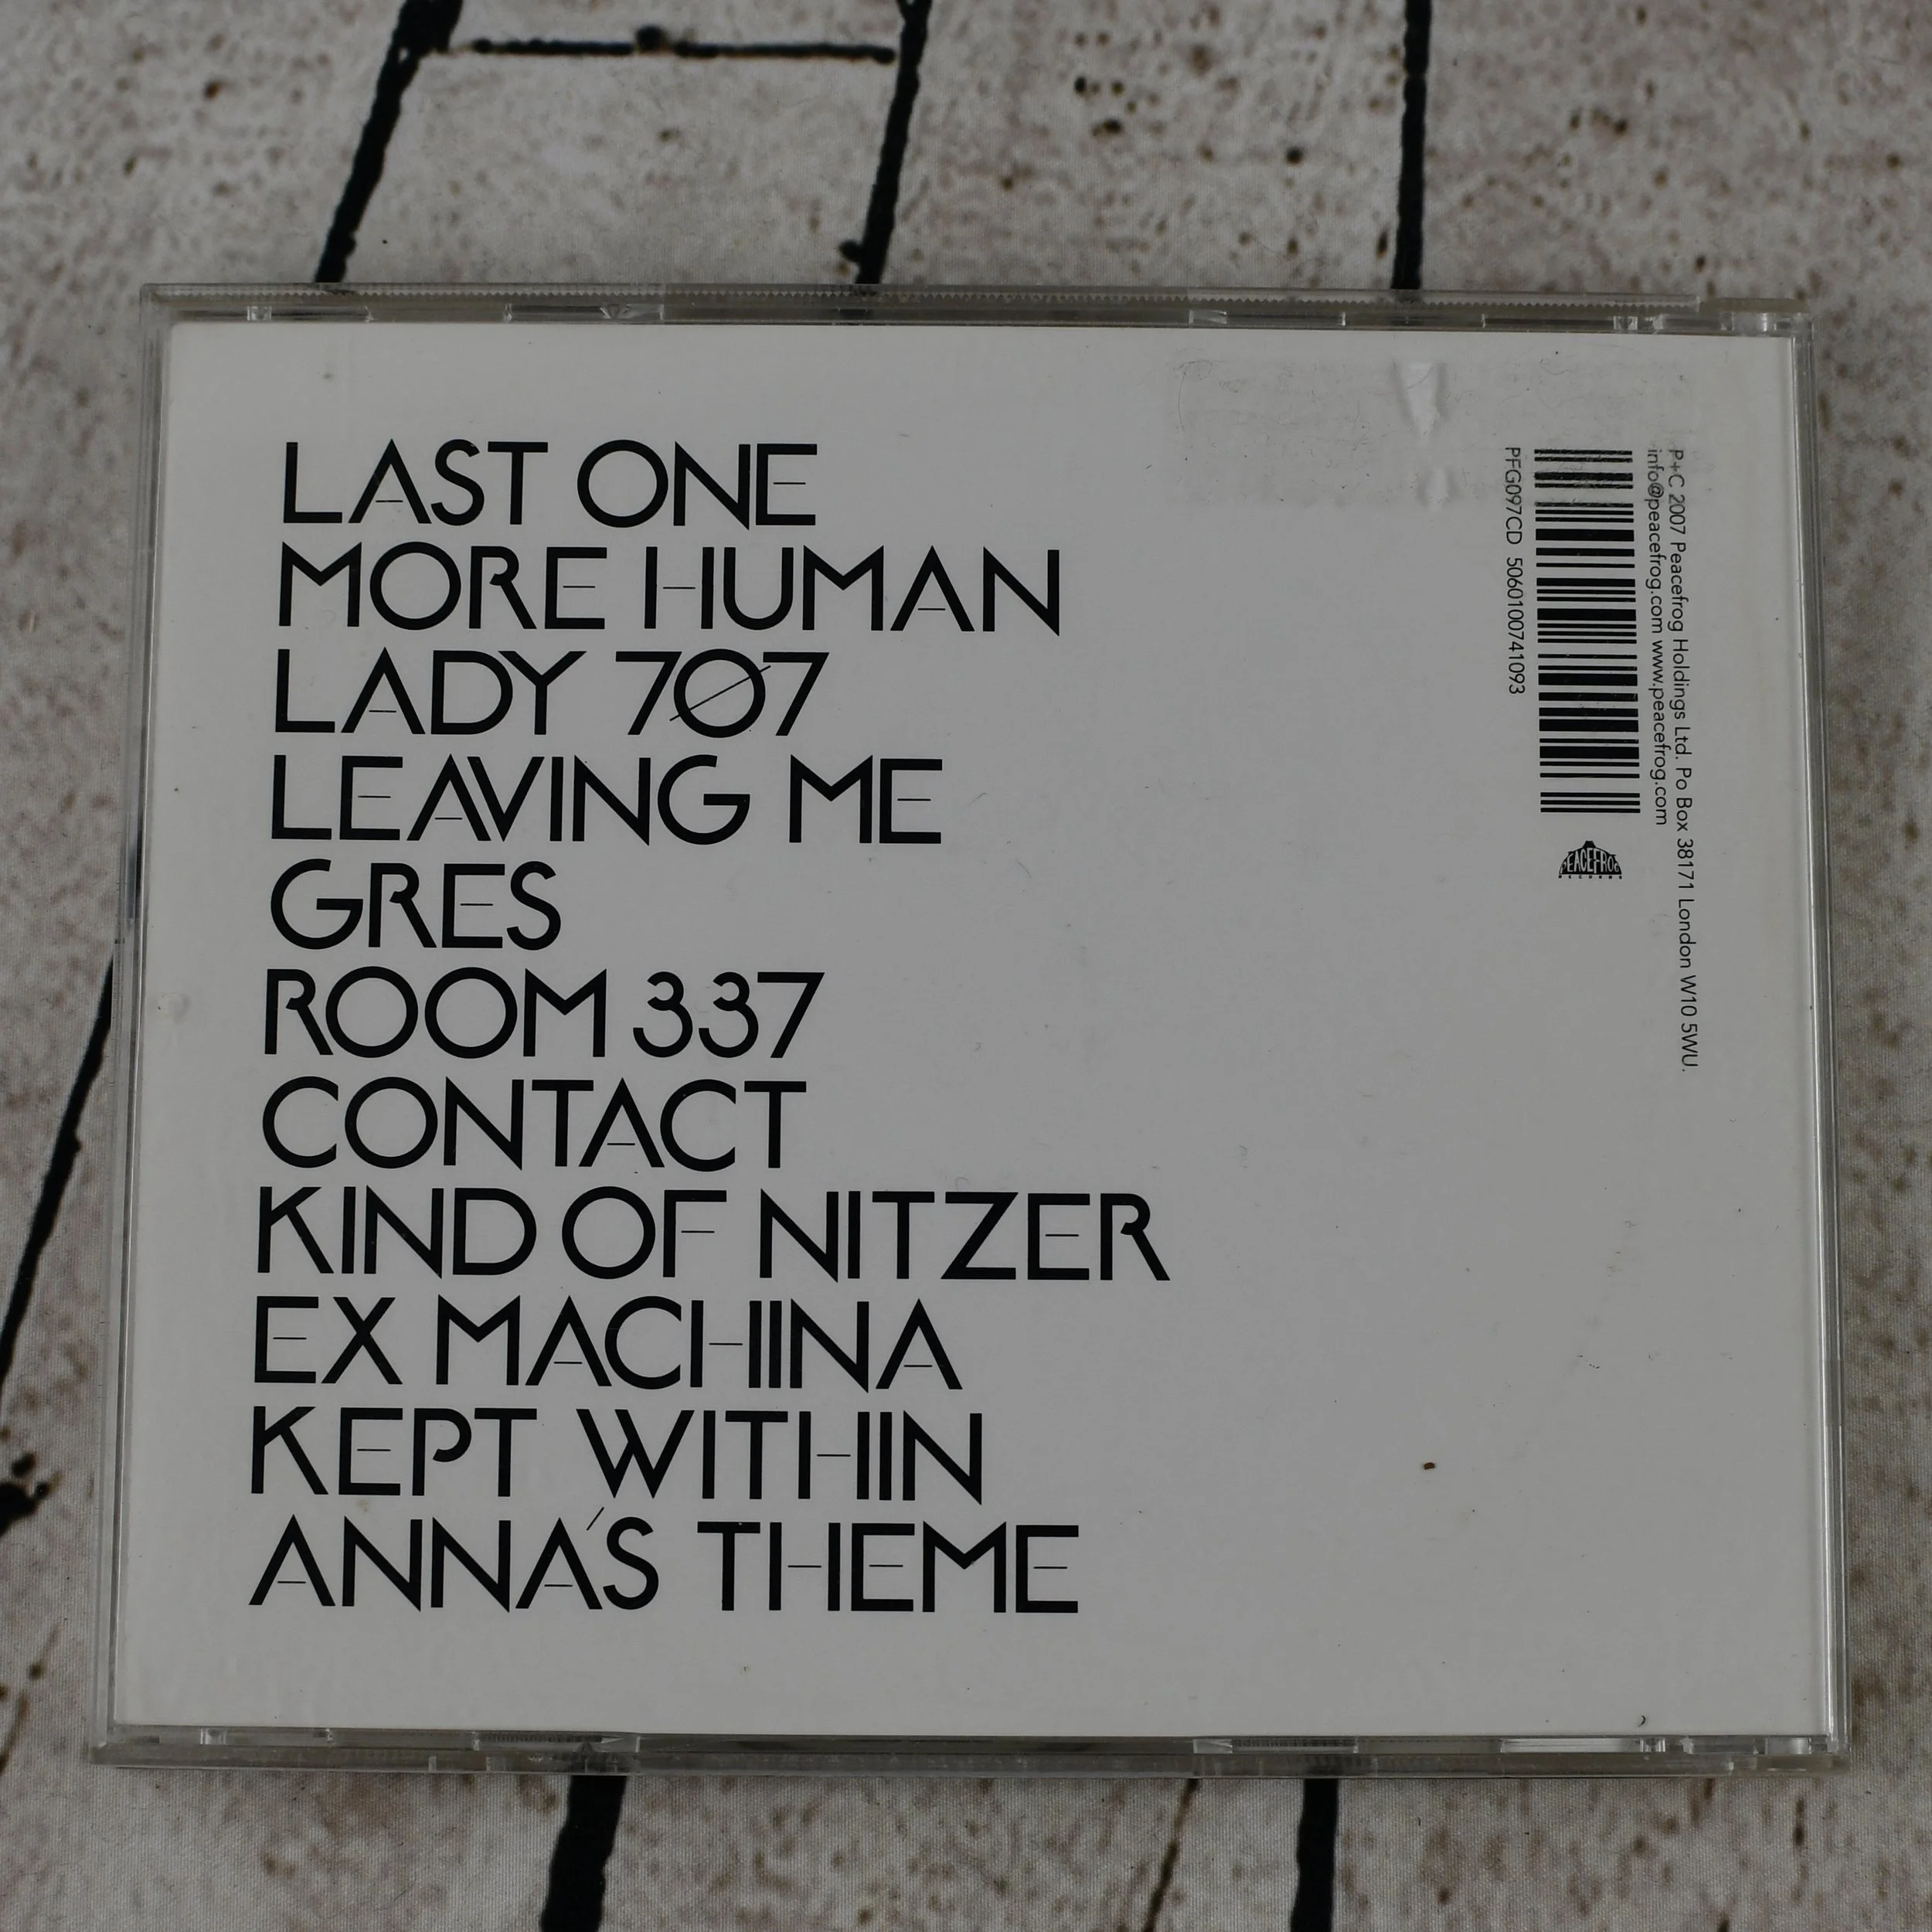 LAST ONE
MORE HUMAN
LADY 7Ø7
LEAVING ME
GRES
ROOM 337
CONTACT
KIND OF NITZER
EX MACHINA
KEPT WITHIN
ANNA'S THEME
P+C 2007 Peacefrog Holdings Ltd. Po Box 38171 London W10 5WU.
info@peacefrog.com www.peacefrog.com
PFG097CD 5060100741093
PEACEFROG
RECORDS